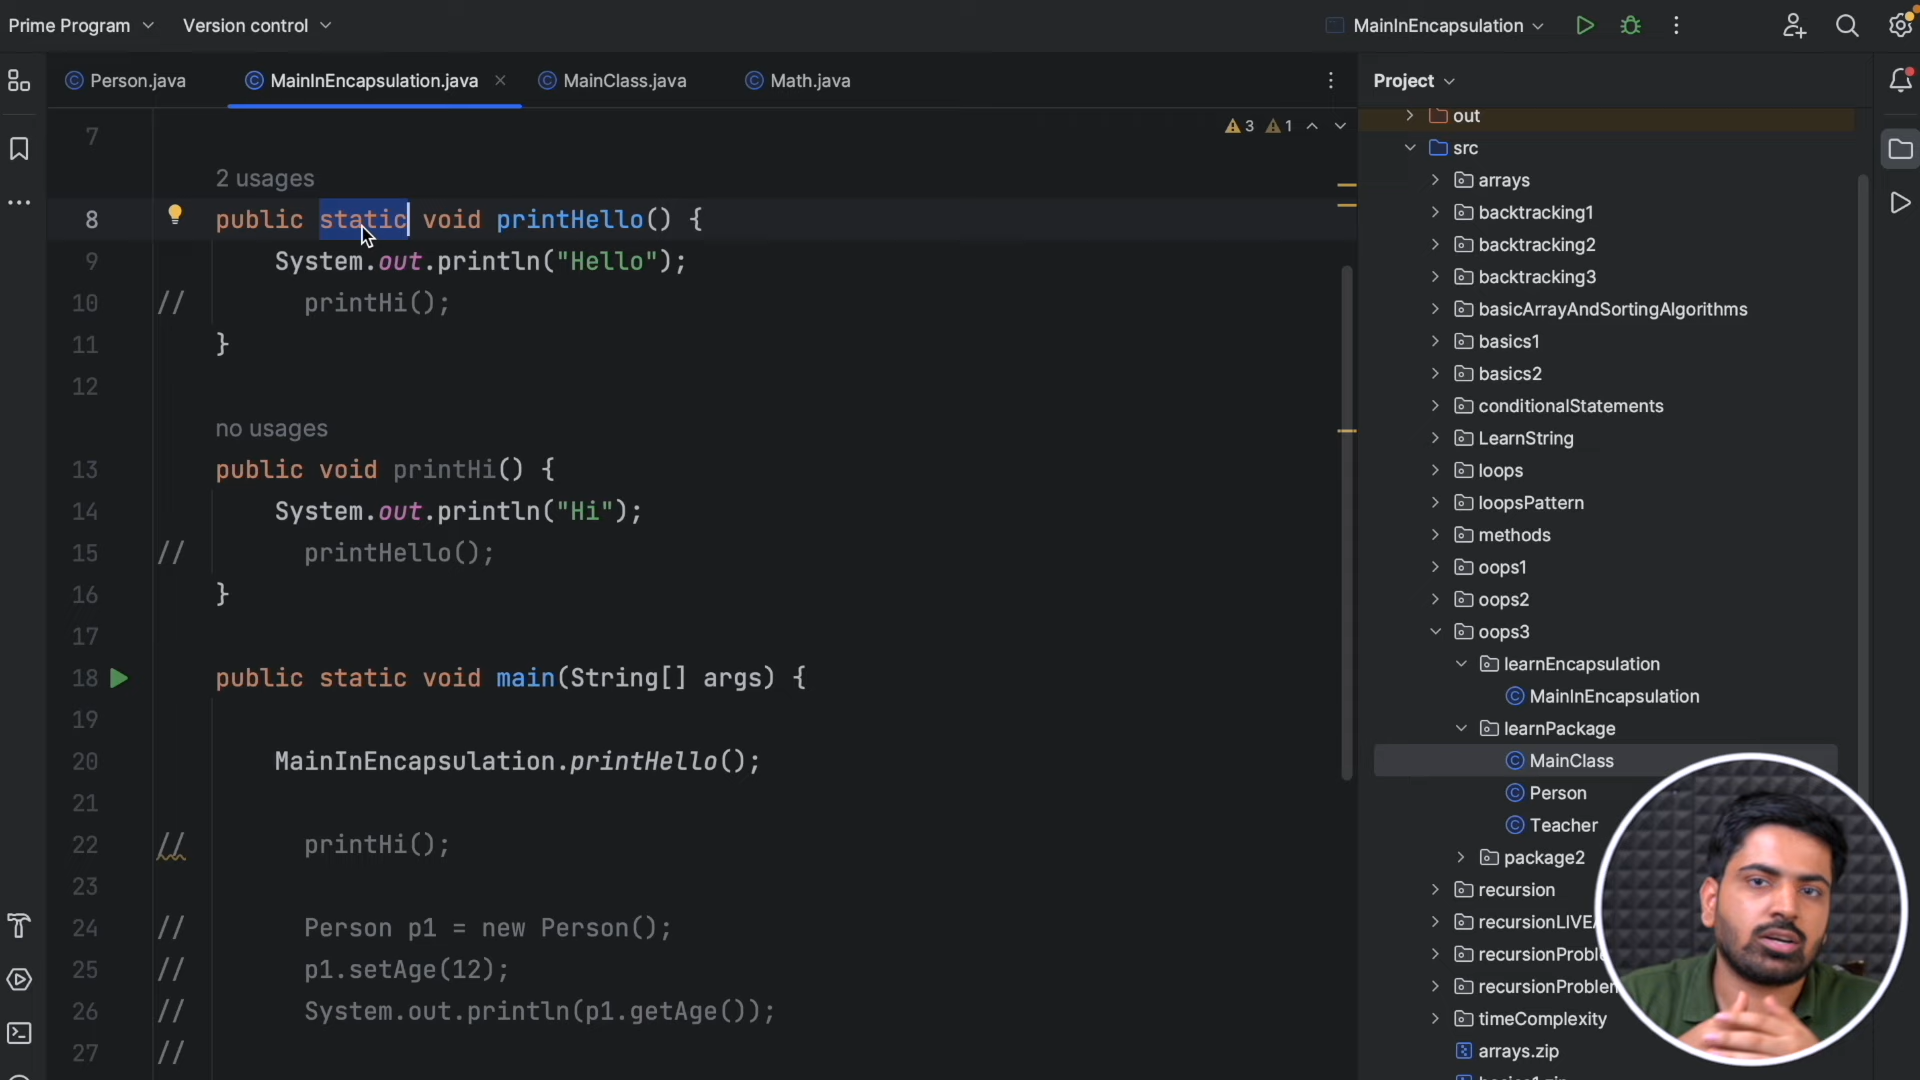 Prime Program
Version control
MainInEncapsulation
Person.java
MainInEncapsulation.java
MainClass.java
Math.java
Project
3
1
7
2 usages
8 public static void printHello() {
9 System.out.println("Hello");
10 // printHi();
11 }
12
no usages
13 public void printHi() {
14 System.out.println("Hi");
15 // printHello();
16 }
17
18 public static void main(String[] args) {
19
20 MainInEncapsulation.printHello();
21
22 // printHi();
23
24 // Person p1 = new Person();
25 // p1.setAge(12);
26 // System.out.println(p1.getAge());
27 //
out
src
arrays
backtracking1
backtracking2
backtracking3
basicArrayAndSortingAlgorithms
basics1
basics2
conditionalStatements
LearnString
loops
loopsPattern
methods
oops1
oops2
oops3
learnEncapsulation
MainInEncapsulation
learnPackage
MainClass
Person
Teacher
package2
recursion
recursionLIVE
recursionProble
recursionProblem
timeComplexity
arrays.zip